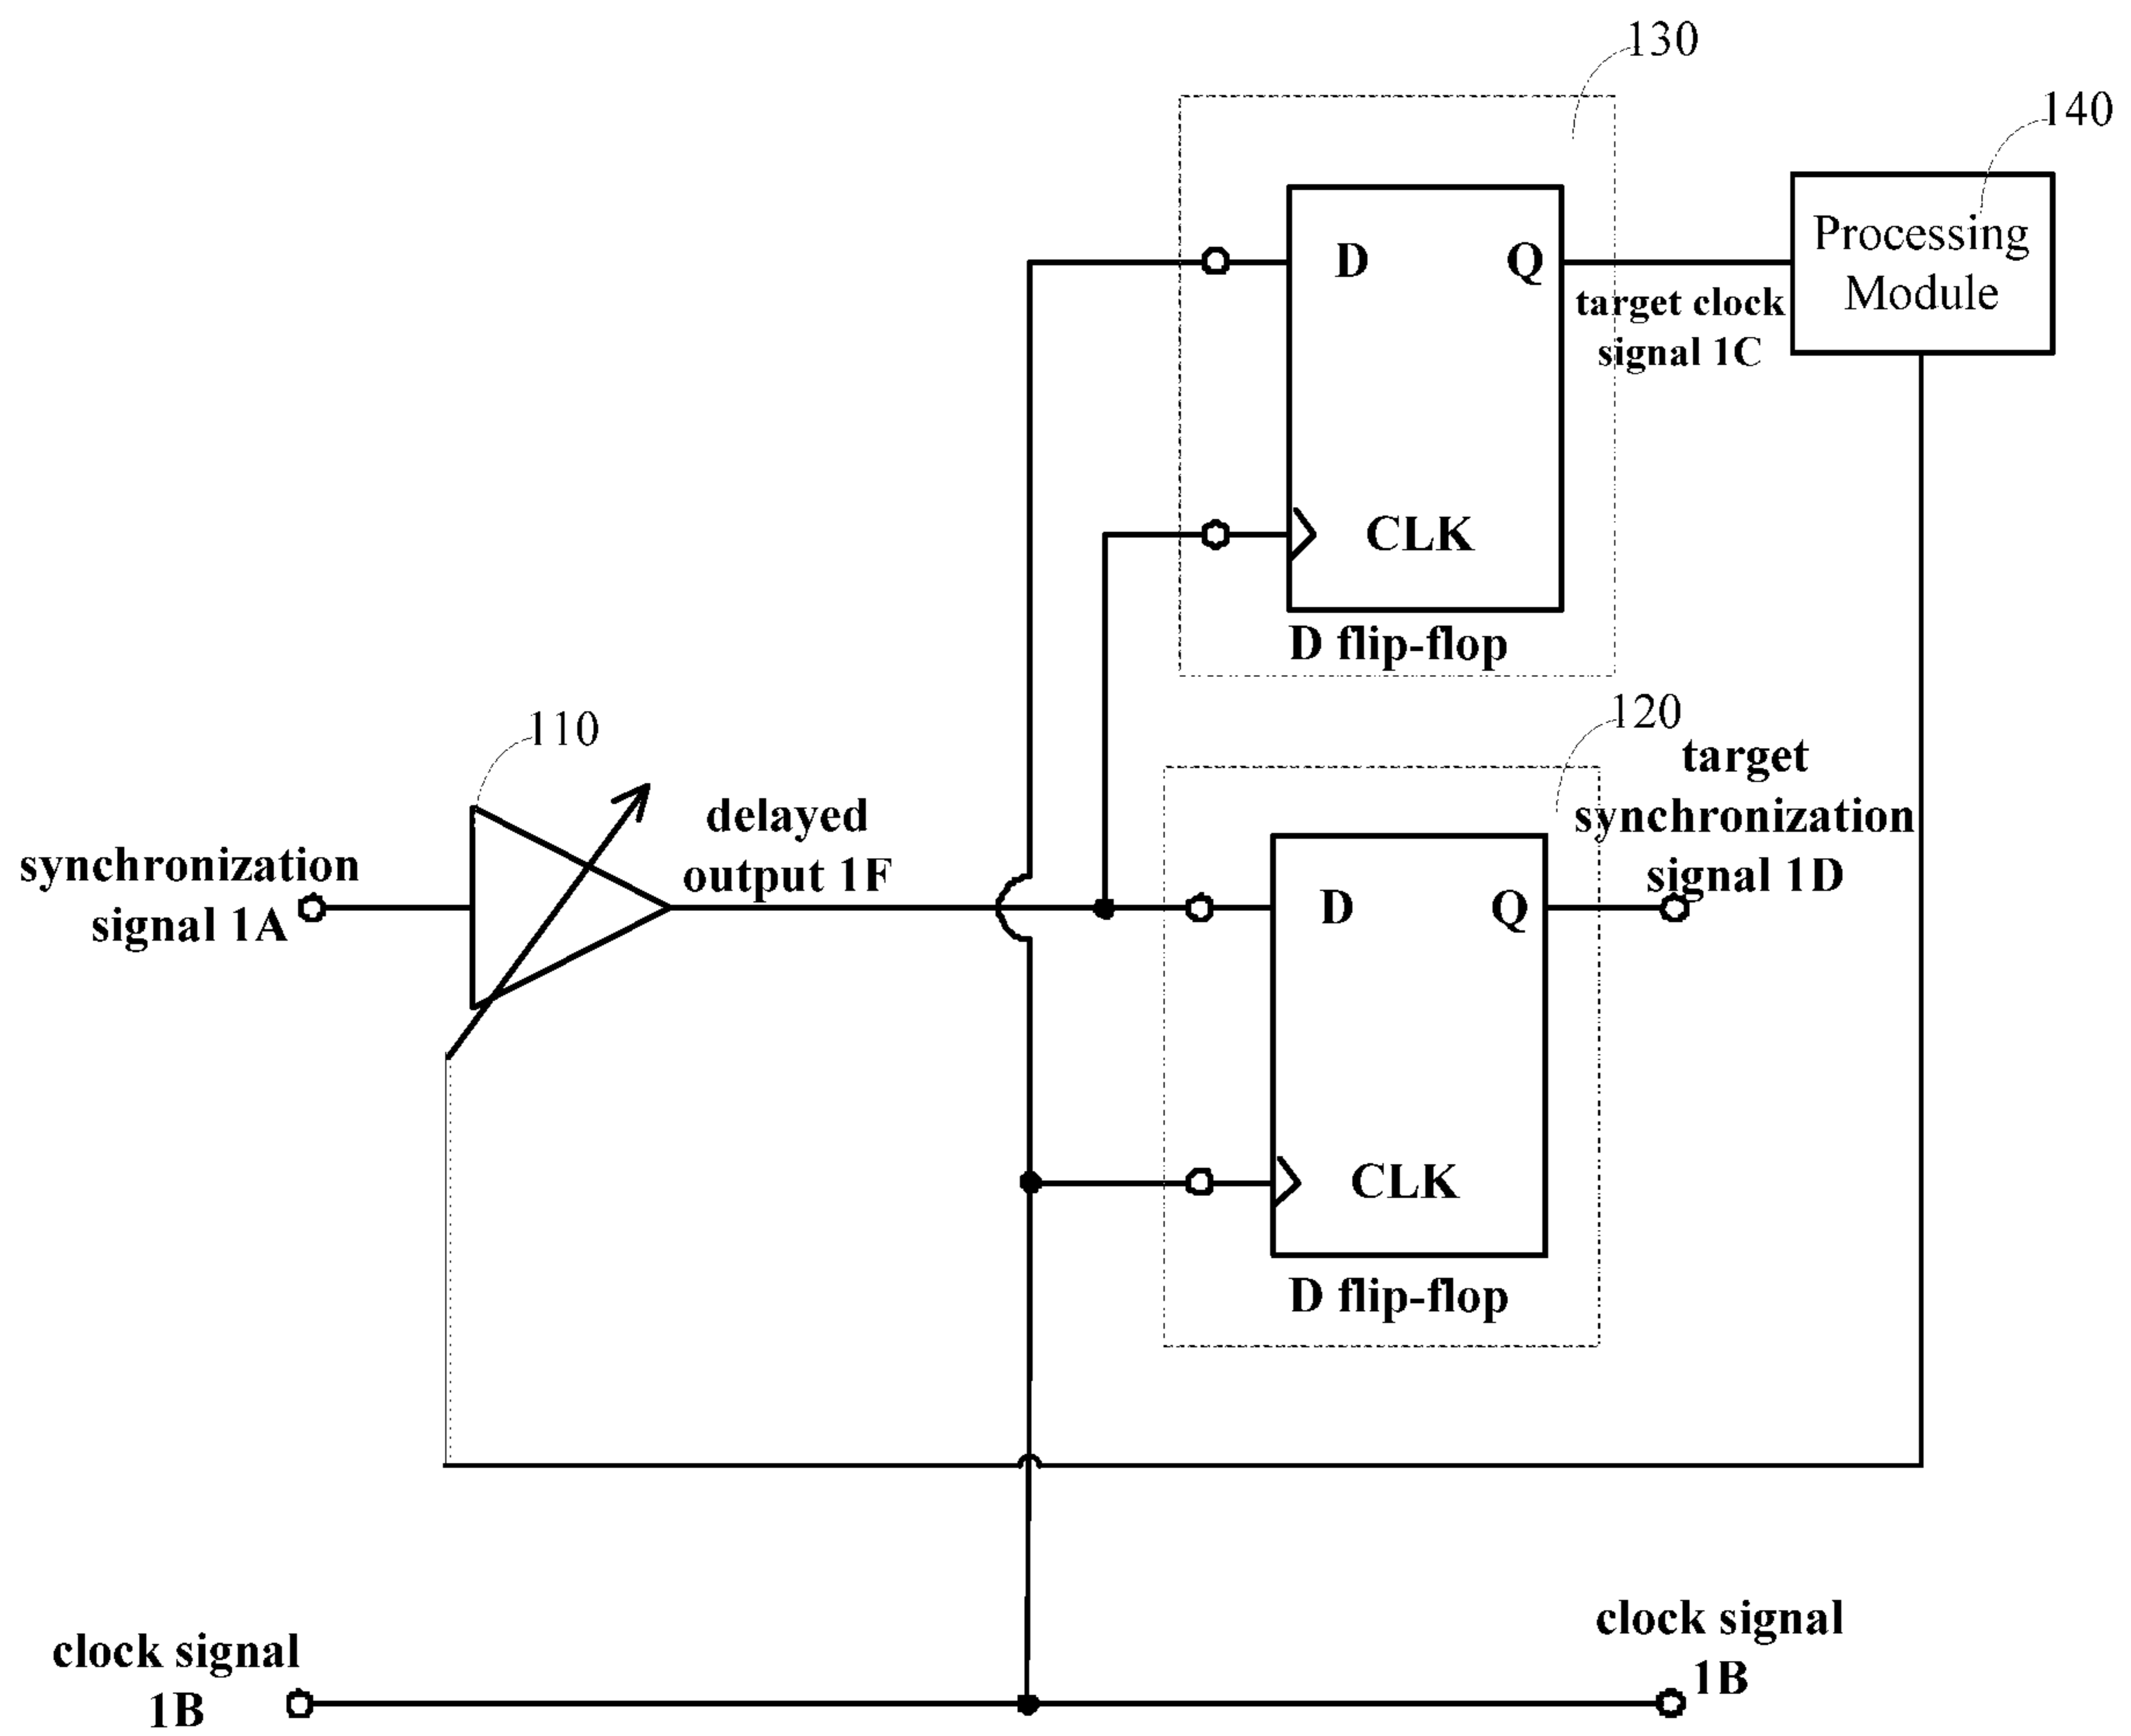 130
140
D
Q
Processing
Module
target clock
signal 1C
CLK
D flip-flop
110
120
target
synchronization
signal 1D
delayed
output 1F
synchronization
signal 1A
D
Q
CLK
D flip-flop
clock signal
1B
clock signal
1B